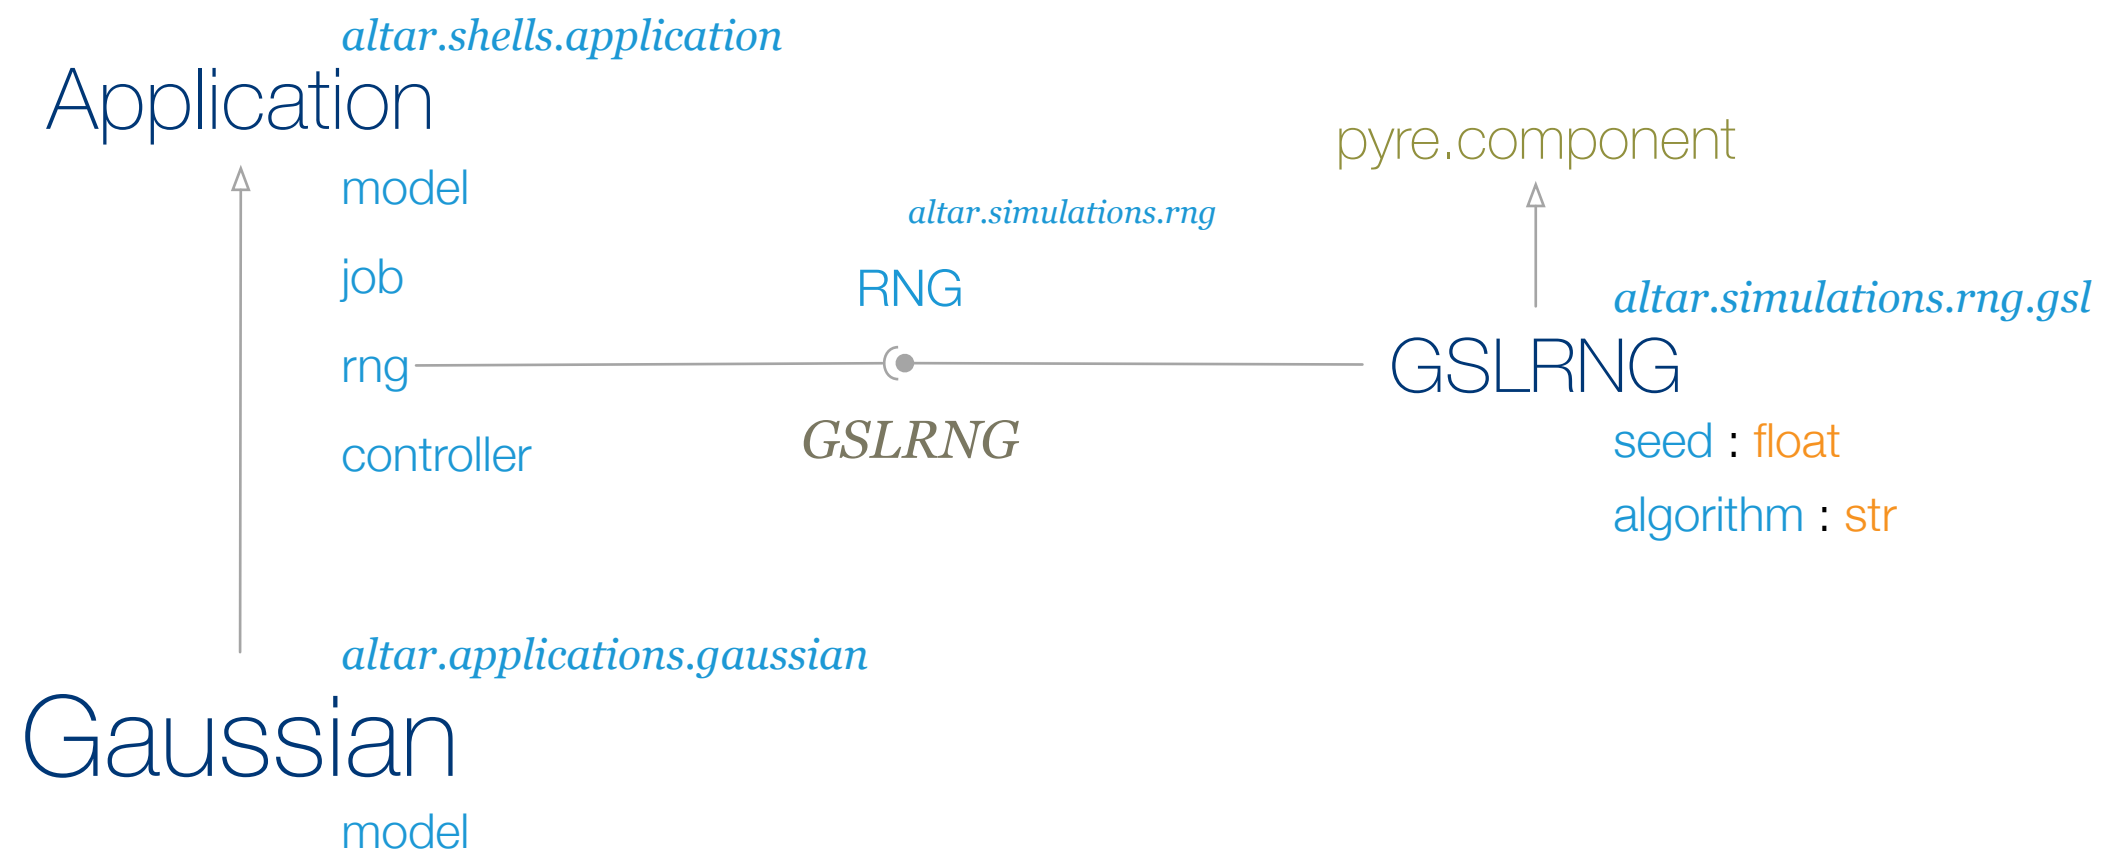 altar.shells.application
Application
model
job
rng
controller
altar.simulations.rng
RNG
GSLRNG
pyre.component
altar.simulations.rng.gsl
GSLRNG
seed : float
algorithm : str
altar.applications.gaussian
Gaussian
model